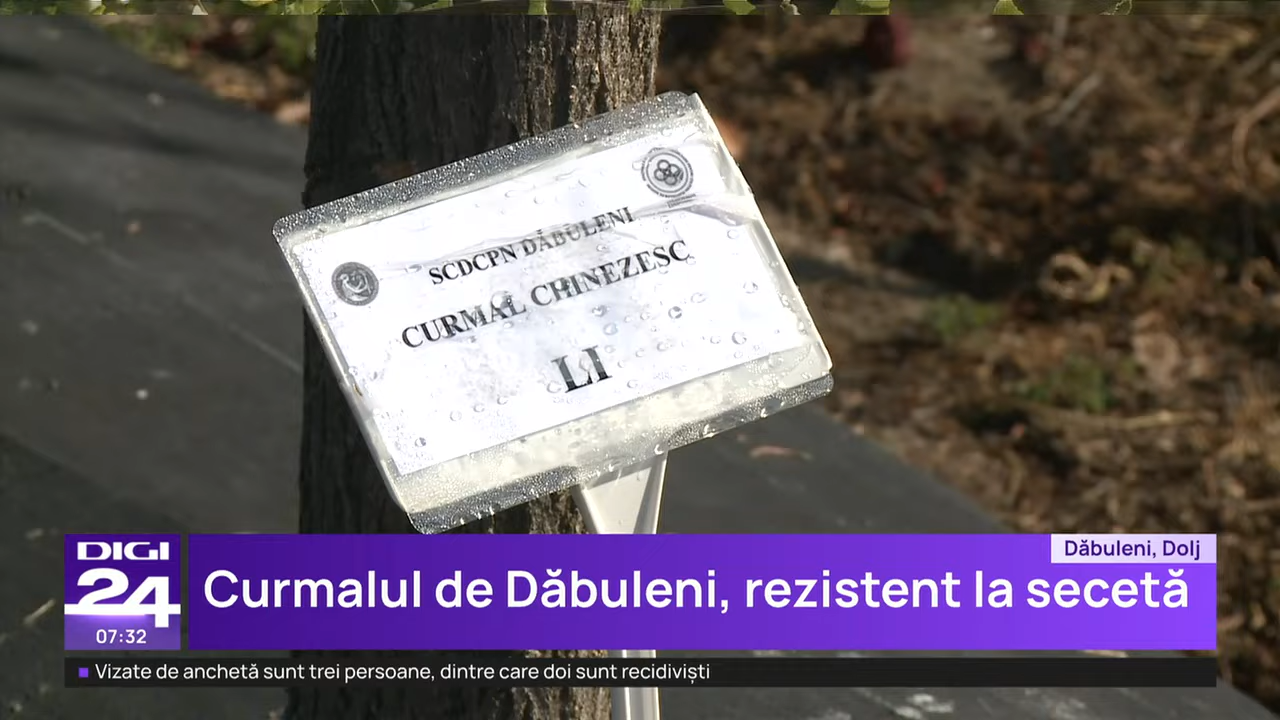 SCDCPN DĂBULENI
CURMAL CHINEZESC
LI
Dăbuleni, Dolj
DIGI
24
07:32
Curmalul de Dăbuleni, rezistent la secetă
Vizate de anchetă sunt trei persoane, dintre care doi sunt recidiviști